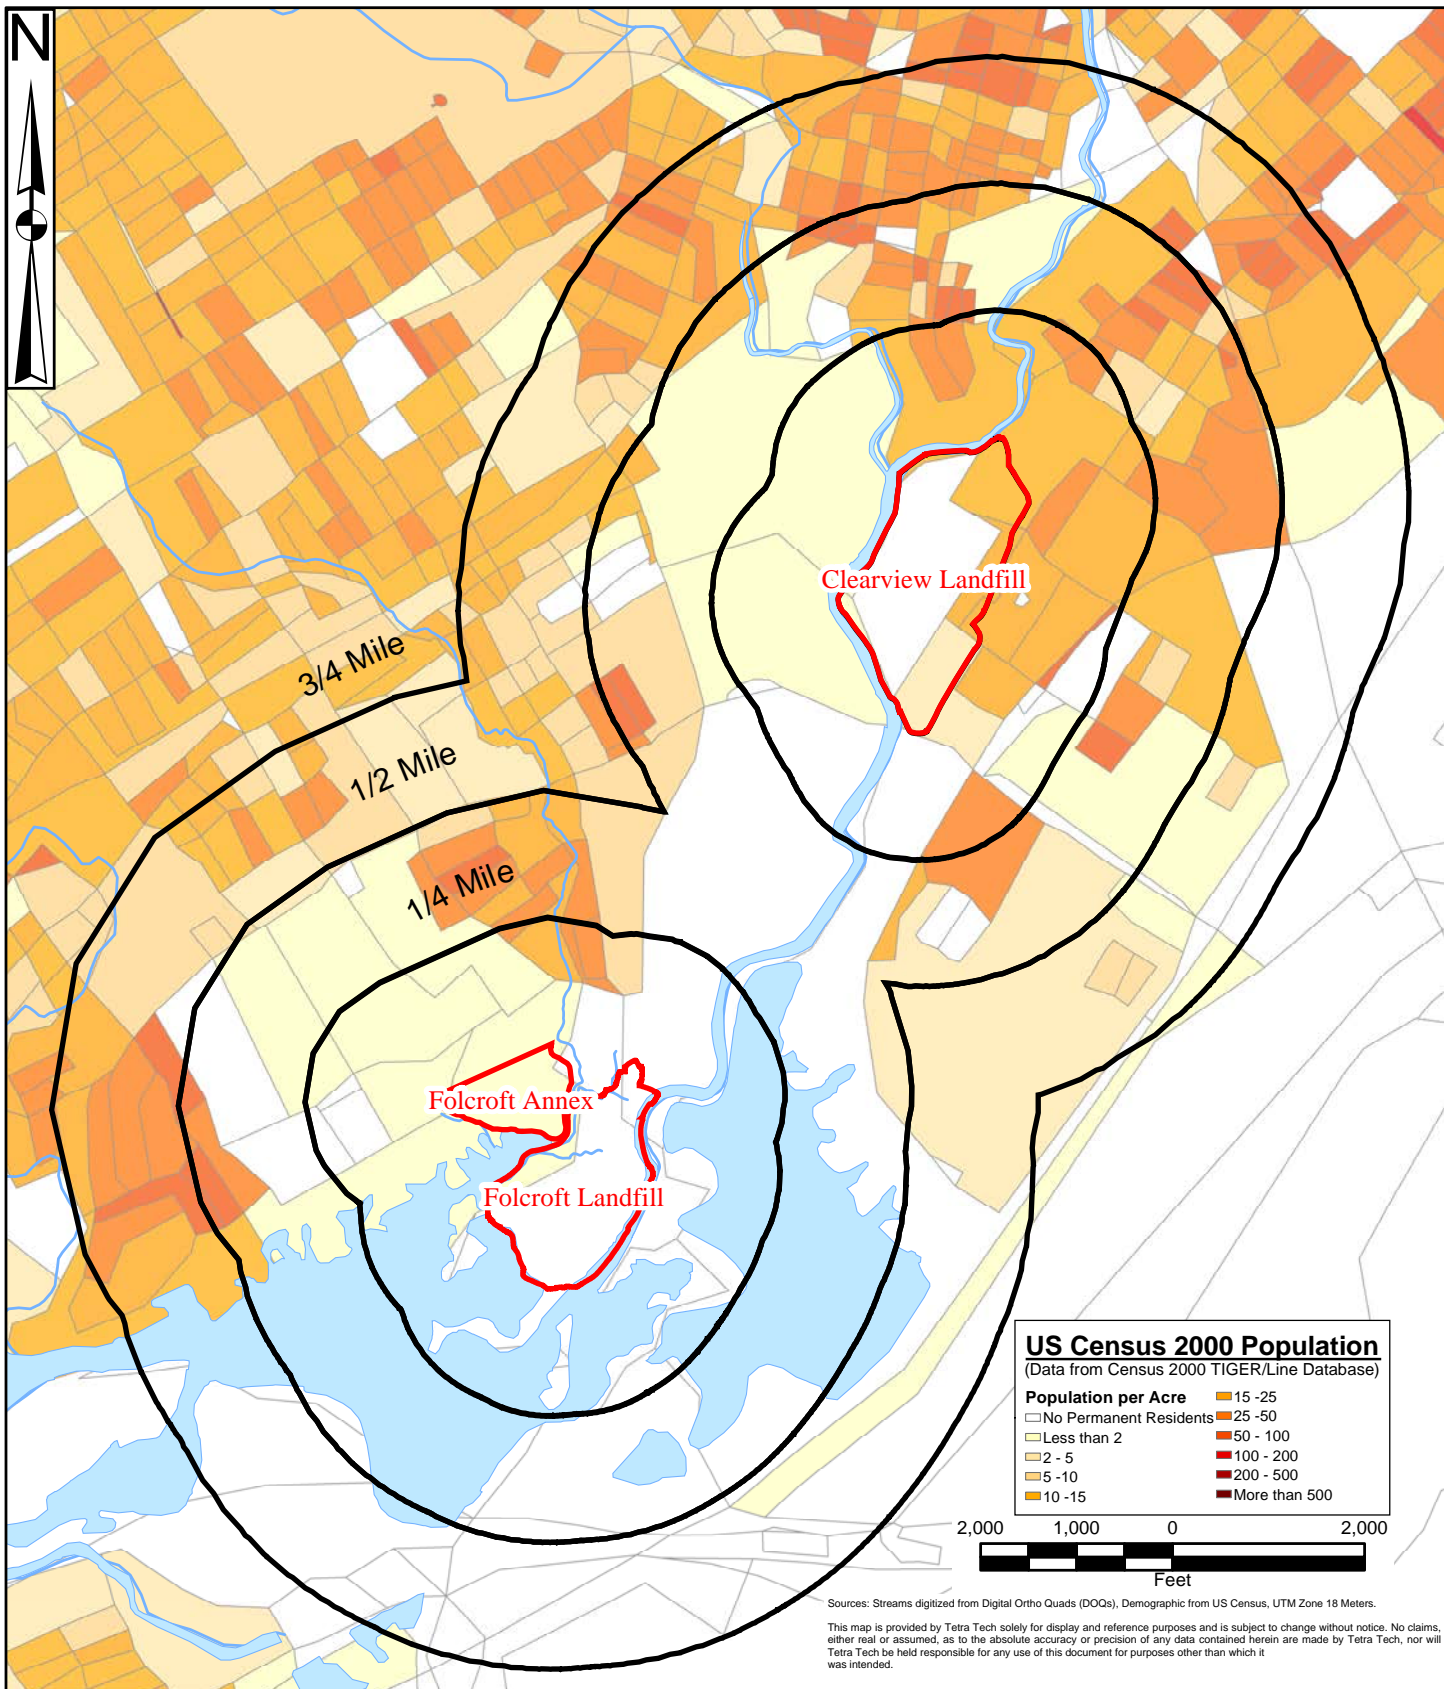 N
Clearview Landfill
3/4 Mile
1/2 Mile
1/4 Mile
Folcroft Annex
Folcroft Landfill
US Census 2000 Population
(Data from Census 2000 TIGER/Line Database)
Population per Acre
No Permanent Residents
Less than 2
2 - 5
5 -10
10 -15
15 -25
25 -50
50 - 100
100 - 200
200 - 500
More than 500
2,000 1,000 0 2,000
Feet
Sources: Streams digitized from Digital Ortho Quads (DOQs), Demographic from US Census, UTM Zone 18 Meters.
This map is provided by Tetra Tech solely for display and reference purposes and is subject to change without notice. No claims,
either real or assumed, as to the absolute accuracy or precision of any data contained herein are made by Tetra Tech, nor will
Tetra Tech be held responsible for any use of this document for purposes other than which it
was intended.